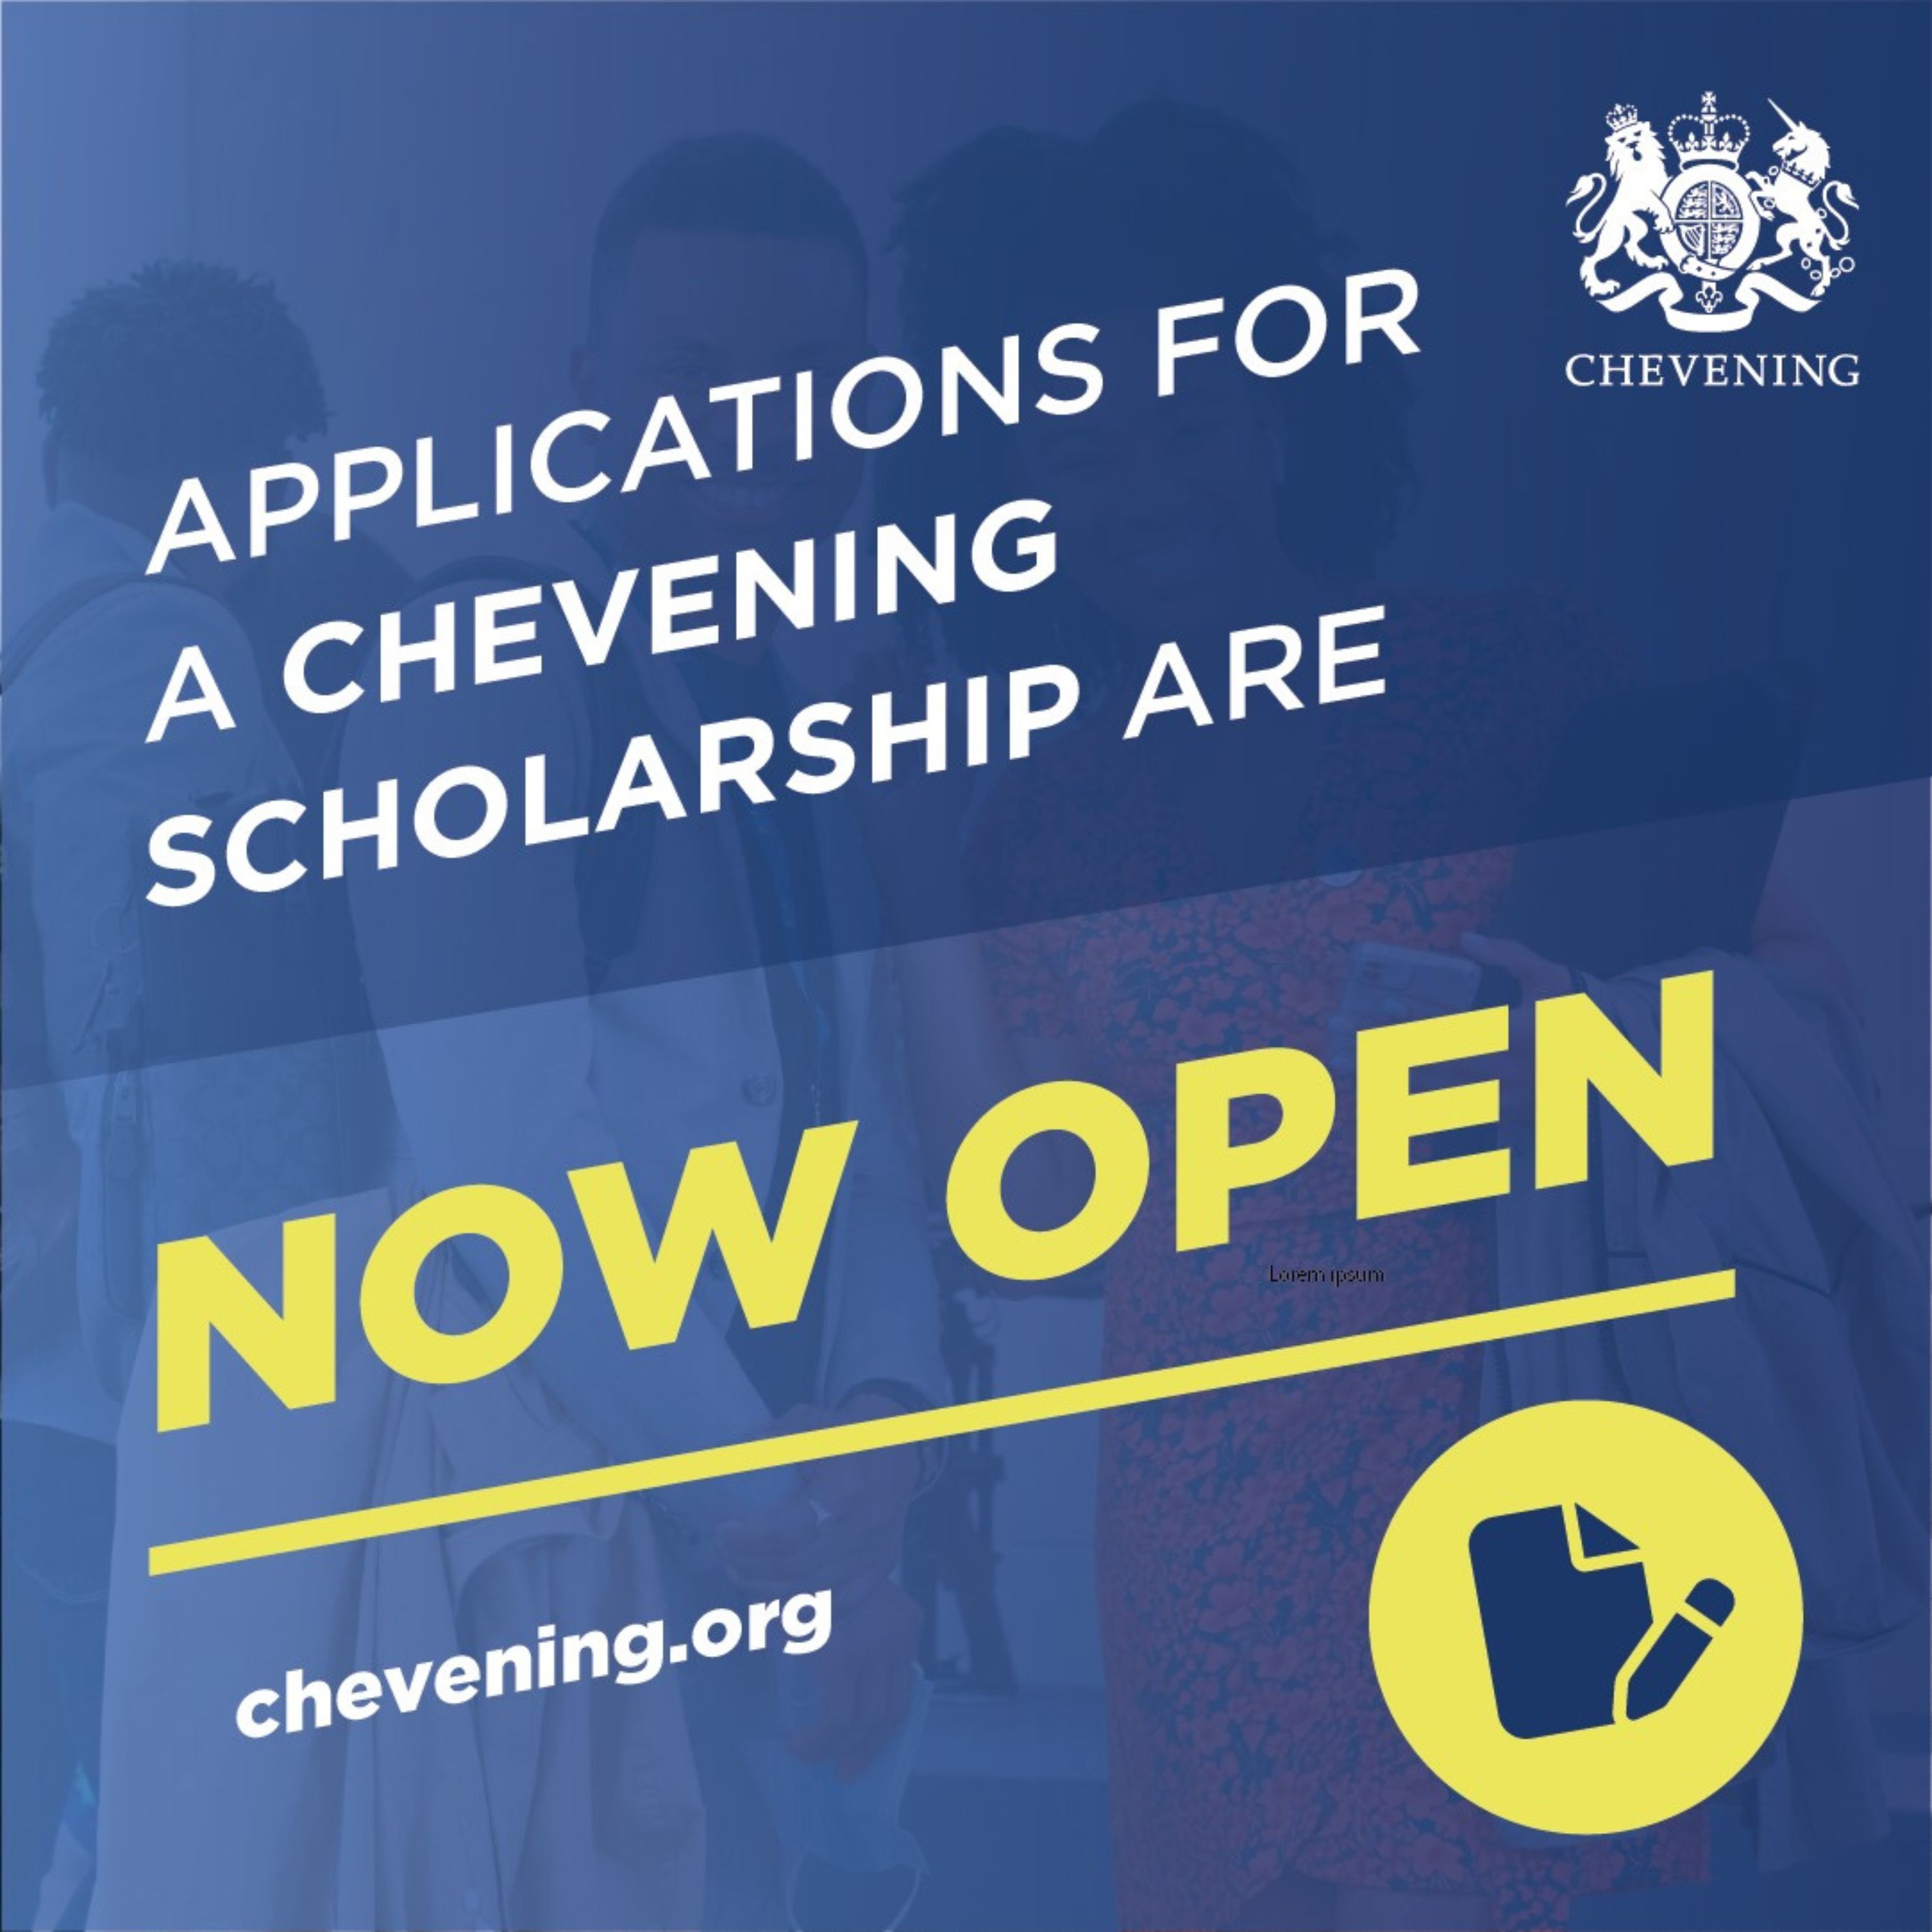 CHEVENING
APPLICATIONS FOR
A CHEVENING
SCHOLARSHIP ARE
NOW OPEN
Lorem ipsum
chevening.org